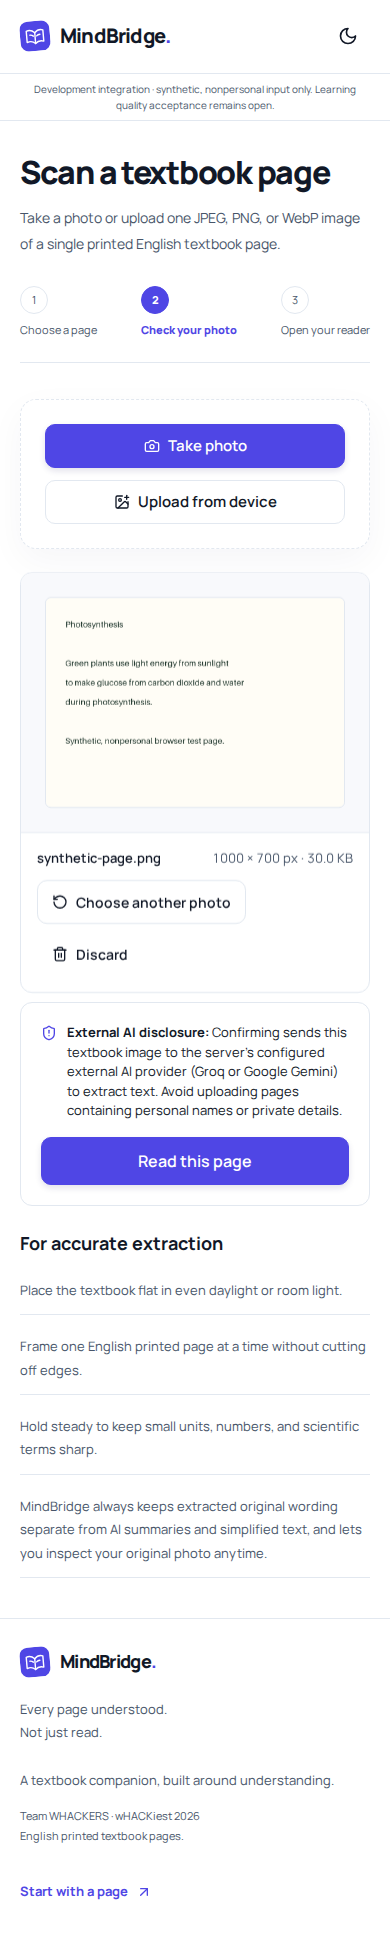 MindBridge.
Development integration · synthetic, nonpersonal input only. Learning
quality acceptance remains open.
Scan a textbook page
Take a photo or upload one JPEG, PNG, or WebP image
of a single printed English textbook page.
1
2
3
Choose a page
Check your photo
Open your reader
Take photo
Upload from device
Photosynthesis
Green plants use light energy from sunlight
to make glucose from carbon dioxide and water
during photosynthesis.
Synthetic, nonpersonal browser test page.
synthetic-page.png
1000 × 700 px · 30.0 KB
Choose another photo
Discard
External AI disclosure: Confirming sends this
textbook image to the server's configured
external AI provider (Groq or Google Gemini)
to extract text. Avoid uploading pages
containing personal names or private details.
Read this page
For accurate extraction
Place the textbook flat in even daylight or room light.
Frame one English printed page at a time without cutting
off edges.
Hold steady to keep small units, numbers, and scientific
terms sharp.
MindBridge always keeps extracted original wording
separate from AI summaries and simplified text, and lets
you inspect your original photo anytime.
MindBridge.
Every page understood.
Not just read.
A textbook companion, built around understanding.
Team WHACKERS · wHACKiest 2026
English printed textbook pages.
Start with a page